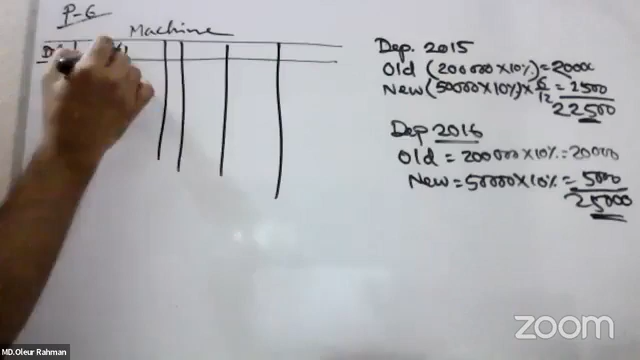 P-6
Machine
Dep. 2015
Old (200000×10%)=20000
New (50000×10%)×6/12=2500
22500
Dep 2016
Old = 200000×10%=20000
New=50000×10%=5000
25000
zoom
MD.Oleur Rahman